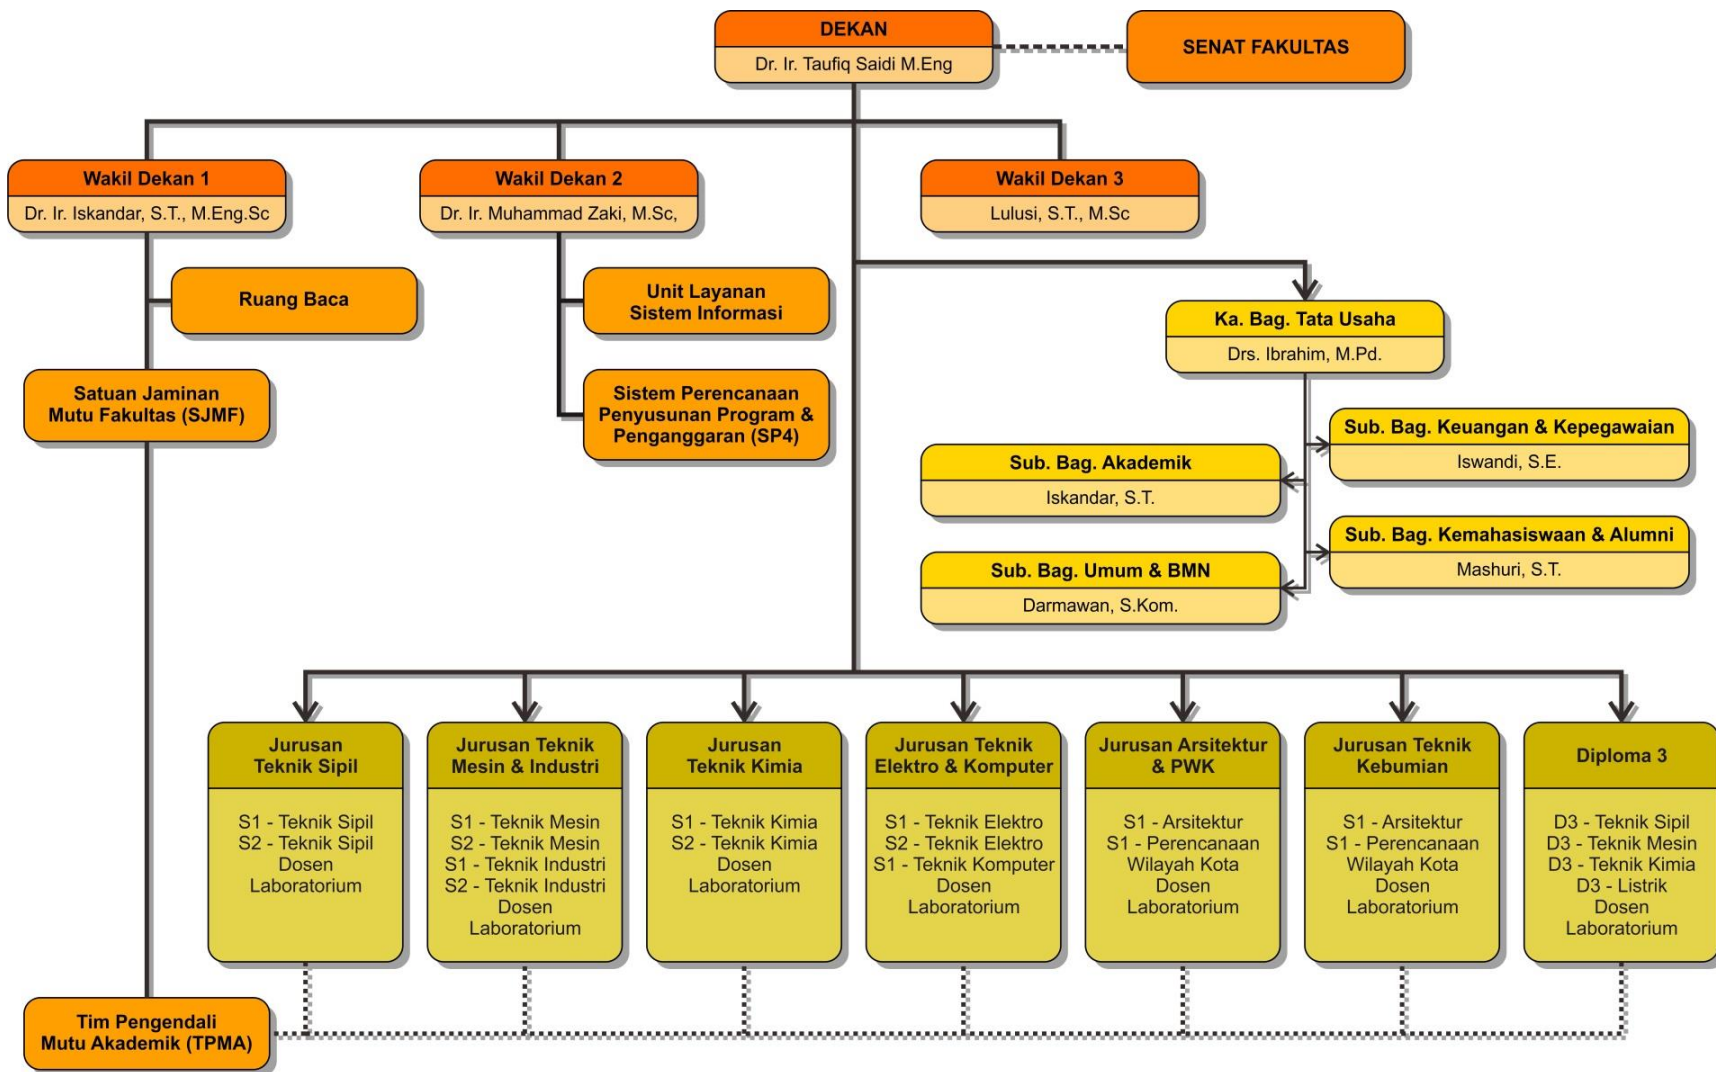 DEKAN
Dr. Ir. Taufiq Saidi M.Eng
SENAT FAKULTAS
Wakil Dekan 1
Dr. Ir. Iskandar, S.T., M.Eng.Sc
Wakil Dekan 2
Dr. Ir. Muhammad Zaki, M.Sc,
Wakil Dekan 3
Lulusi, S.T., M.Sc
Ruang Baca
Unit Layanan
Sistem Informasi
Ka. Bag. Tata Usaha
Drs. Ibrahim, M.Pd.
Satuan Jaminan
Mutu Fakultas (SJMF)
Sistem Perencanaan
Penyusunan Program &
Penganggaran (SP4)
Sub. Bag. Keuangan & Kepegawaian
Iswandi, S.E.
Sub. Bag. Akademik
Iskandar, S.T.
Sub. Bag. Kemahasiswaan & Alumni
Mashuri, S.T.
Sub. Bag. Umum & BMN
Darmawan, S.Kom.
Jurusan
Teknik Sipil
S1 - Teknik Sipil
S2 - Teknik Sipil
Dosen
Laboratorium
Jurusan Teknik
Mesin & Industri
S1 - Teknik Mesin
S2 - Teknik Mesin
S1 - Teknik Industri
S2 - Teknik Industri
Dosen
Laboratorium
Jurusan
Teknik Kimia
S1 - Teknik Kimia
S2 - Teknik Kimia
Dosen
Laboratorium
Jurusan Teknik
Elektro & Komputer
S1 - Teknik Elektro
S2 - Teknik Elektro
S1 - Teknik Komputer
Dosen
Laboratorium
Jurusan Arsitektur
& PWK
S1 - Arsitektur
S1 - Perencanaan
Wilayah Kota
Dosen
Laboratorium
Jurusan Teknik
Kebumian
S1 - Arsitektur
S1 - Perencanaan
Wilayah Kota
Dosen
Laboratorium
Diploma 3
D3 - Teknik Sipil
D3 - Teknik Mesin
D3 - Teknik Kimia
D3 - Listrik
Dosen
Laboratorium
Tim Pengendali
Mutu Akademik (TPMA)